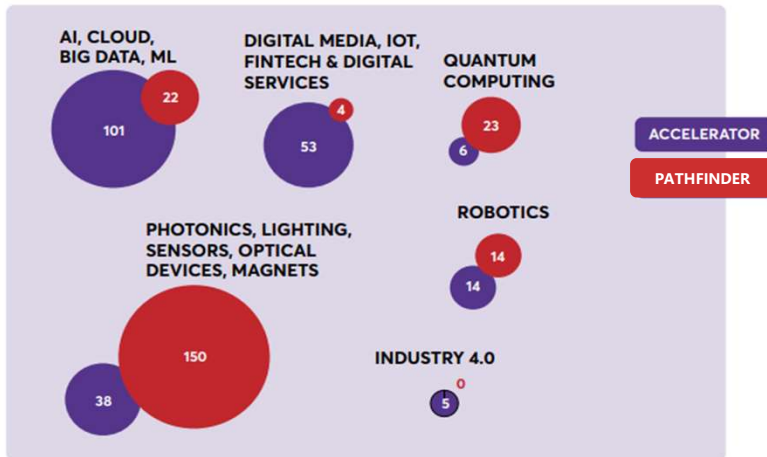 AI, CLOUD,
BIG DATA, ML
22
101
DIGITAL MEDIA, IOT,
FINTECH & DIGITAL
SERVICES
4
53
QUANTUM
COMPUTING
23
6
ACCELERATOR
PATHFINDER
PHOTONICS, LIGHTING,
SENSORS, OPTICAL
DEVICES, MAGNETS
150
38
ROBOTICS
14
14
INDUSTRY 4.0
0
5